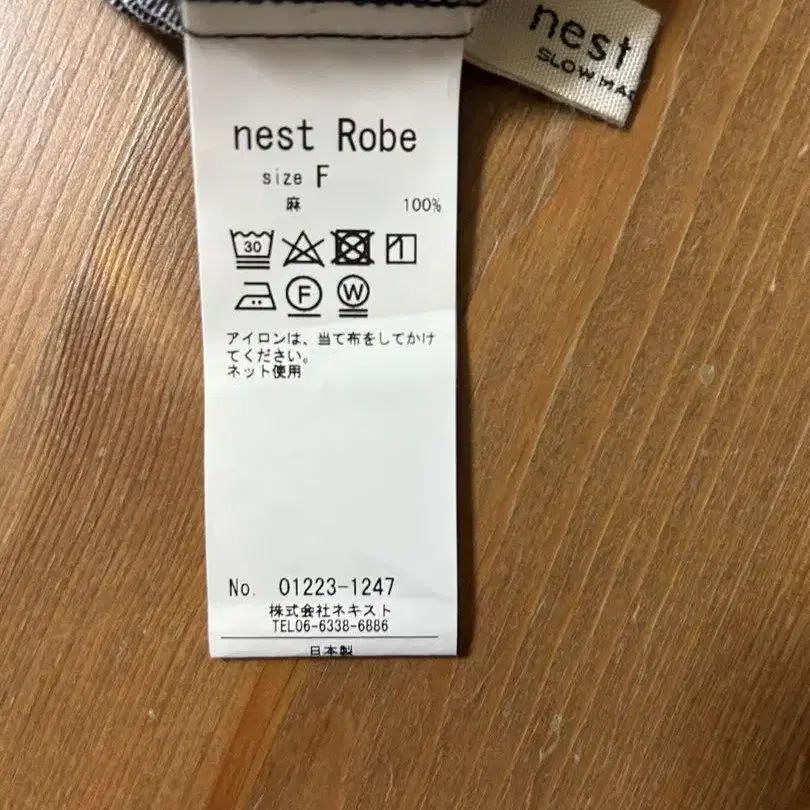 nest
SLOW MA
nest Robe
size F
麻 100%
30
F W
アイロンは、当て布をしてかけ
てください。
ネット使用
No. 01223-1247
株式会社ネキスト
TEL06-6338-6886
日本製